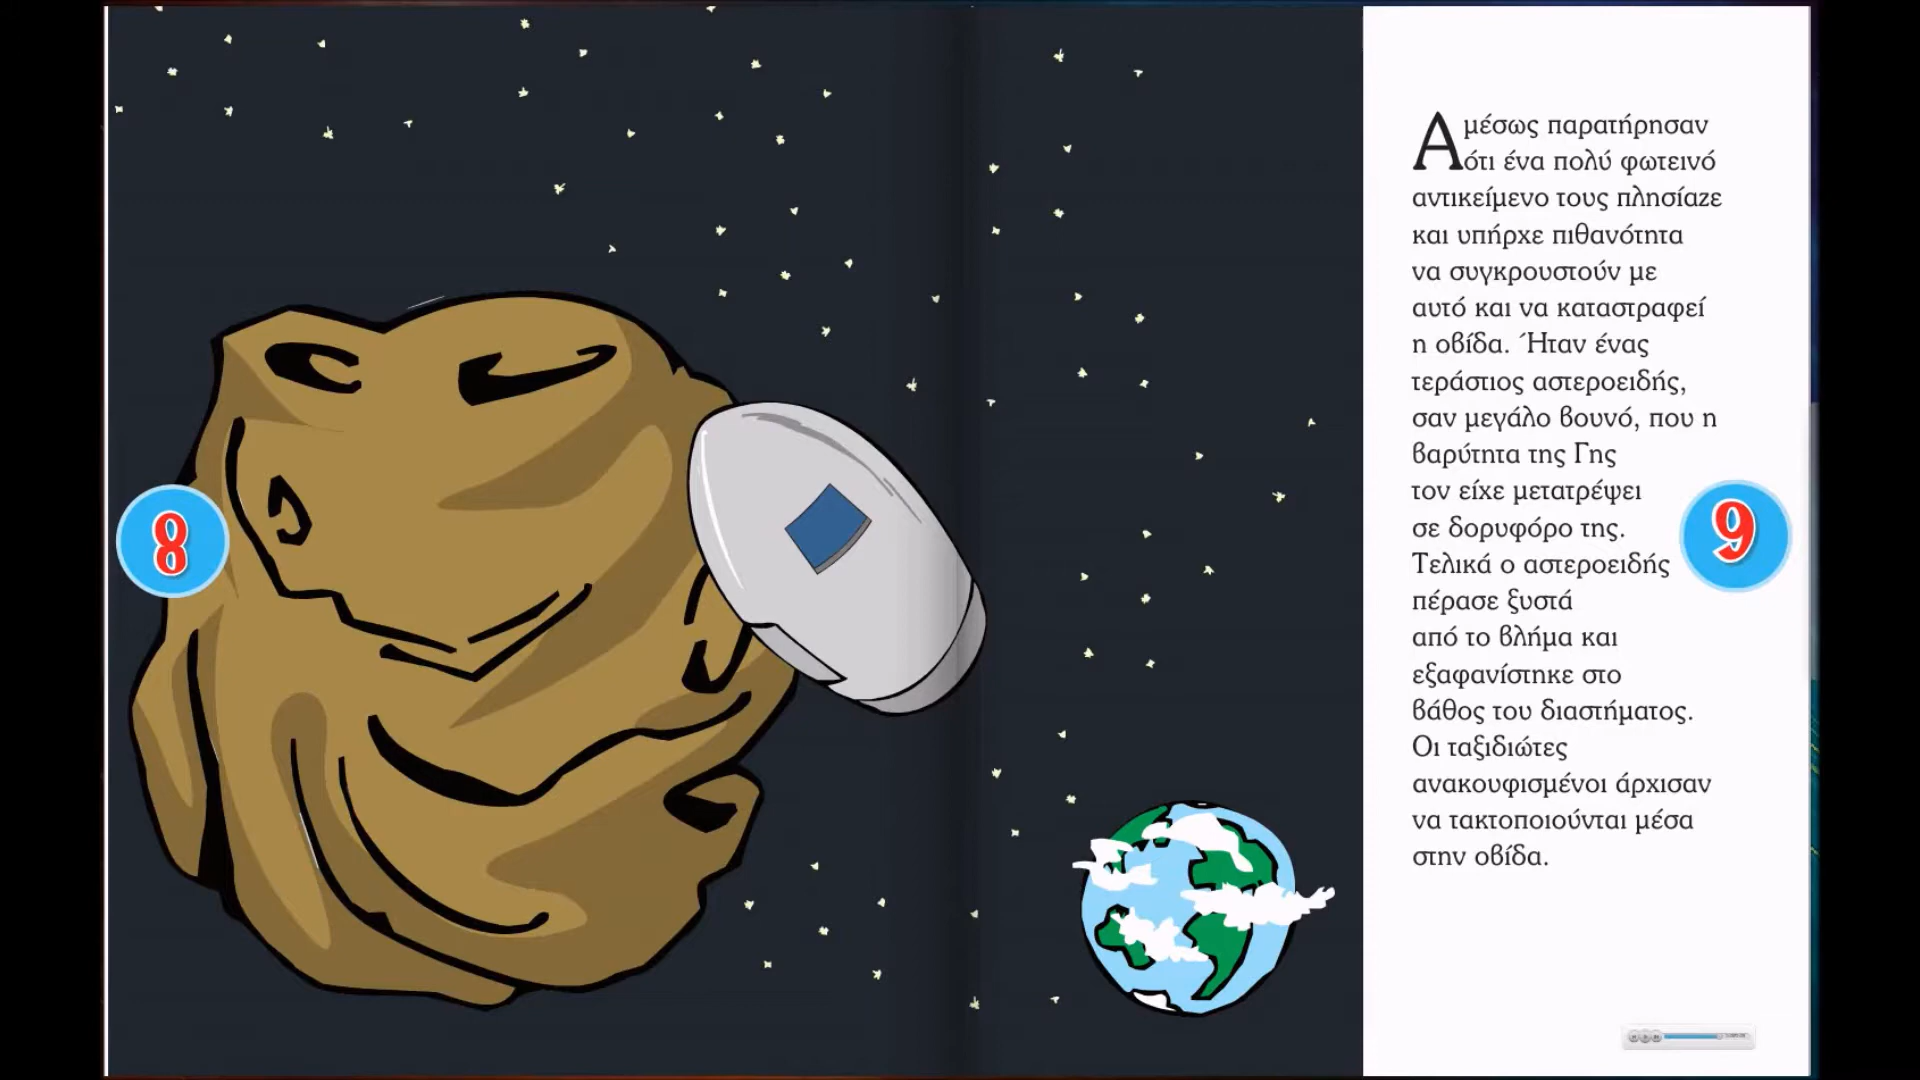 8
Αμέσως παρατήρησαν
ότι ένα πολύ φωτεινό
αντικείμενο τους πλησίαζε
και υπήρχε πιθανότητα
να συγκρουστούν με
αυτό και να καταστραφεί
η οβίδα. Ήταν ένας
τεράστιος αστεροειδής,
σαν μεγάλο βουνό, που η
βαρύτητα της Γης
τον είχε μετατρέψει
σε δορυφόρο της.
Τελικά ο αστεροειδής
πέρασε ξυστά
από το βλήμα και
εξαφανίστηκε στο
βάθος του διαστήματος.
Οι ταξιδιώτες
ανακουφισμένοι άρχισαν
να τακτοποιούνται μέσα
στην οβίδα.
9